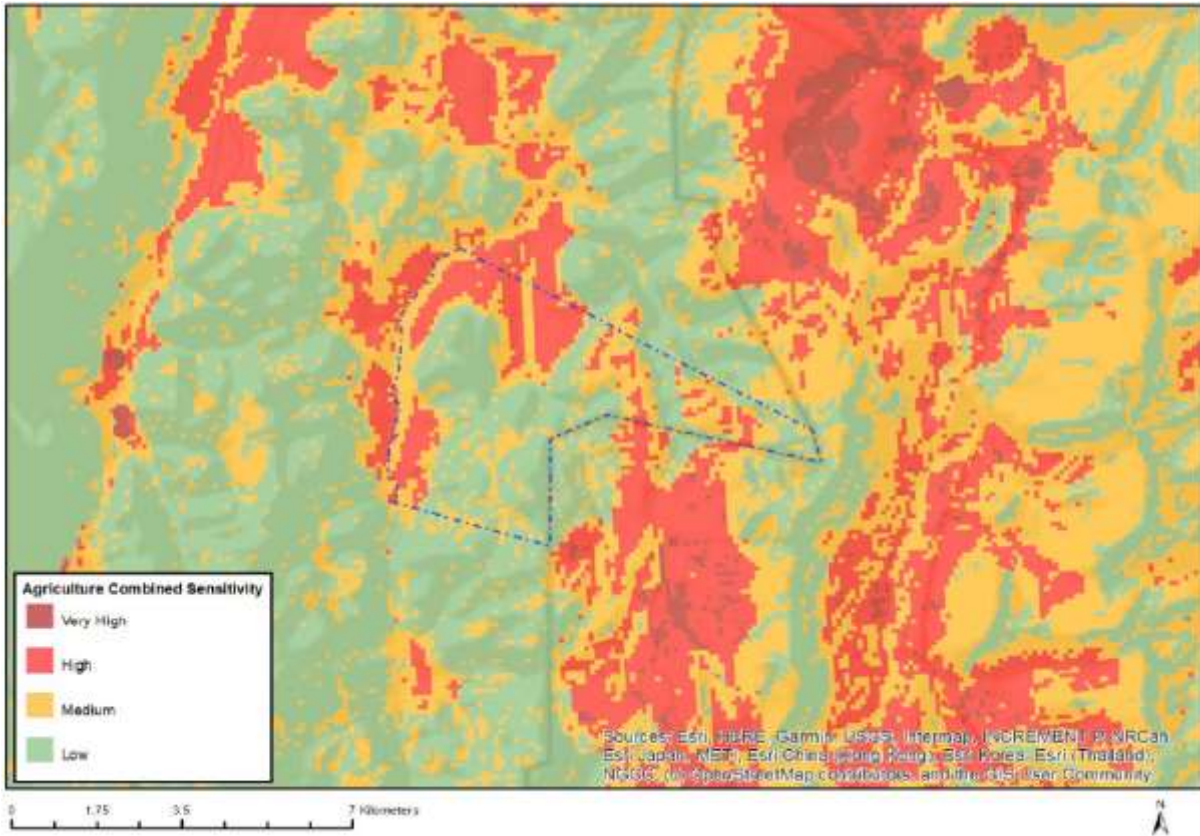 Agriculture Combined Sensitivity
Very High
High
Medium
Low
Sources: Esri, HERE, Garmin, USGS, Intermap, INCREMENT P, NRCan,
Esri Japan, METI, Esri China (Hong Kong), Esri Korea, Esri (Thailand),
NGCC, (c) OpenStreetMap contributors, and the GIS User Community
0 1.75 3.5 7 Kilometers
N